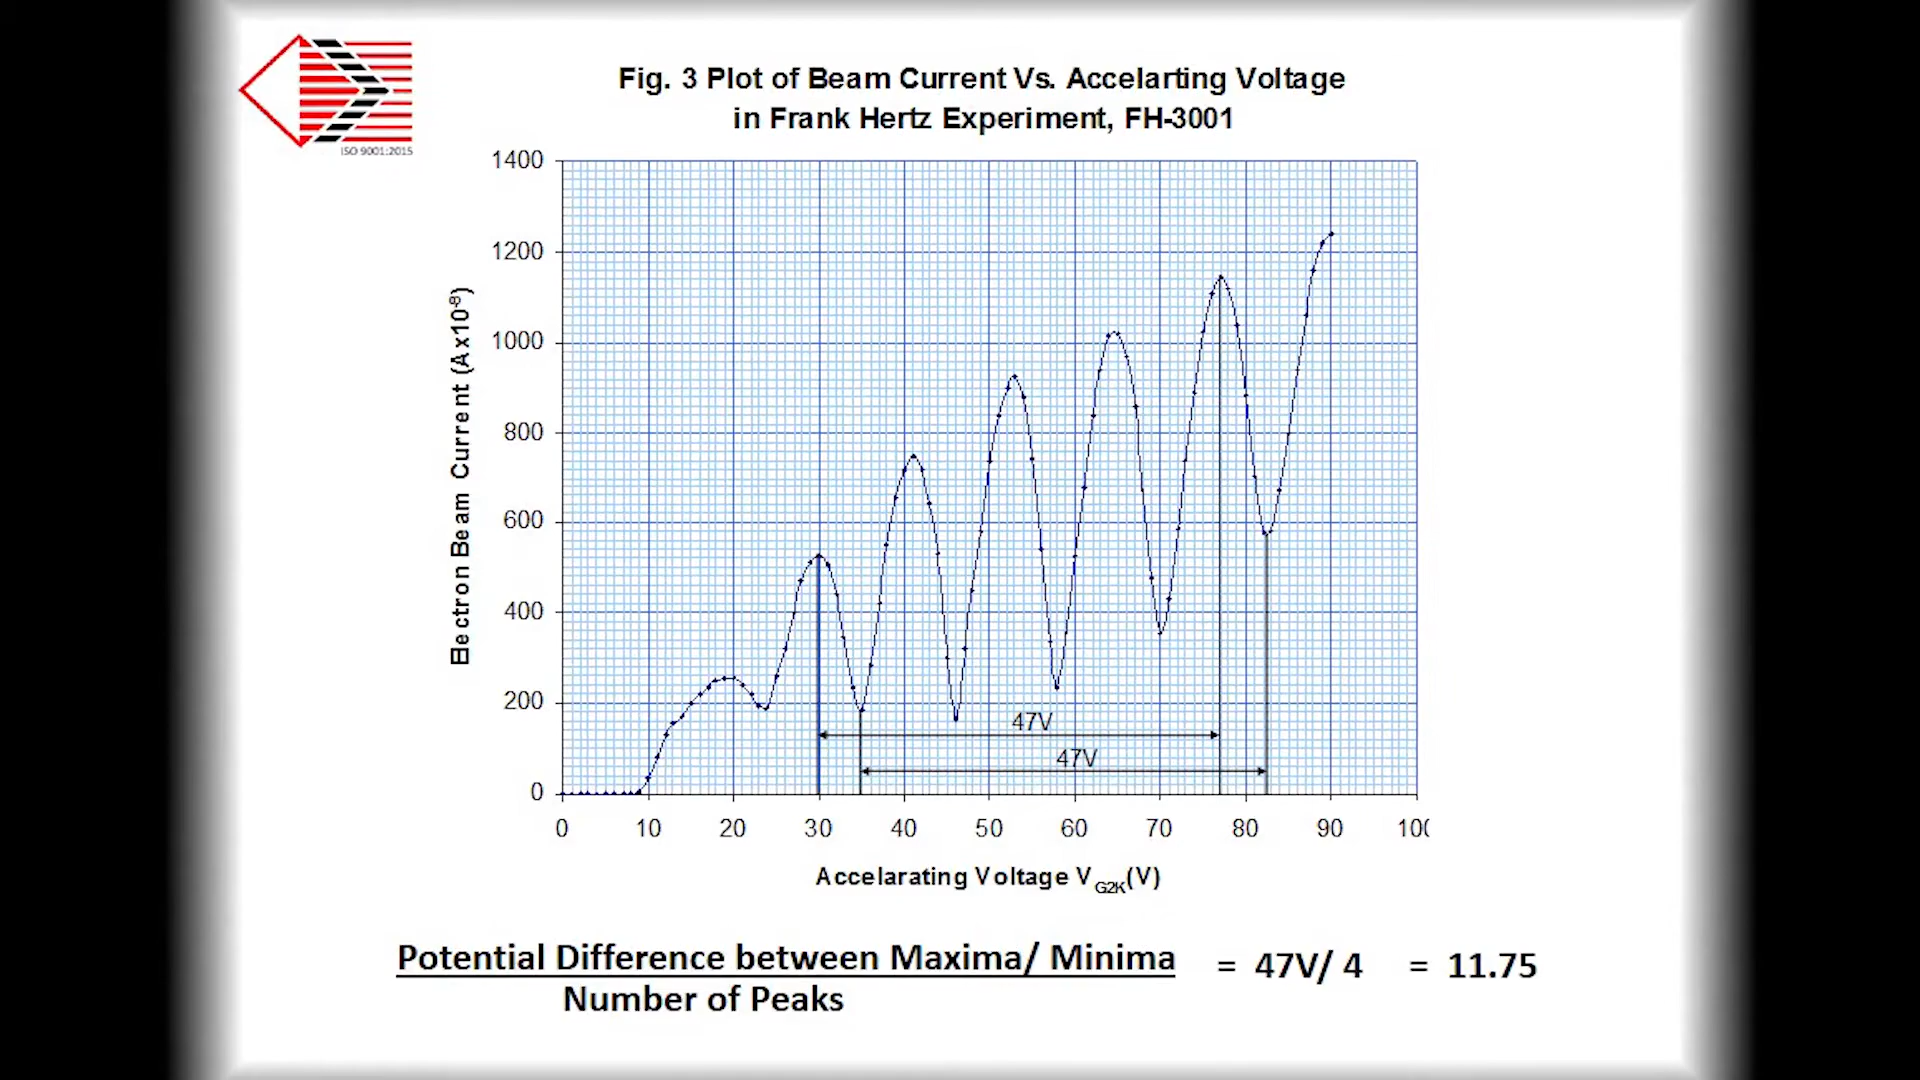 ISO 9001:2015
Fig. 3 Plot of Beam Current Vs. Accelarting Voltage
in Frank Hertz Experiment, FH-3001
1400
1200
1000
800
600
400
200
0
Electron Beam Current (Ax10⁻⁸)
47V
47V
0 10 20 30 40 50 60 70 80 90 100
Accelarating Voltage V G2K(V)
Potential Difference between Maxima/ Minima = 47V/ 4 = 11.75
Number of Peaks